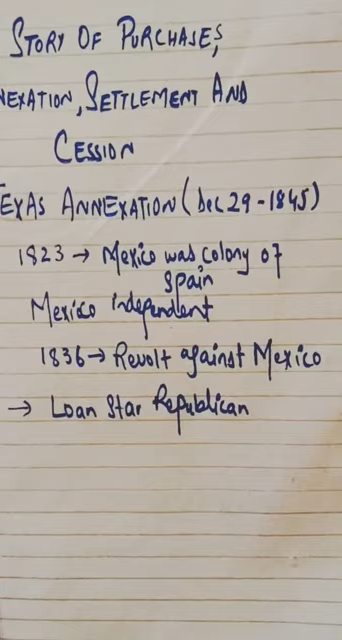 STORY OF PURCHASES,
NEXATION, SETTLEMENT AND
CESSION
EXAS ANNEXATION (Dec 29-1845)
1823 → Mexico was colony of
Spain
Mexico independent
1836 → Revolt against Mexico
→ Loan Star Republican